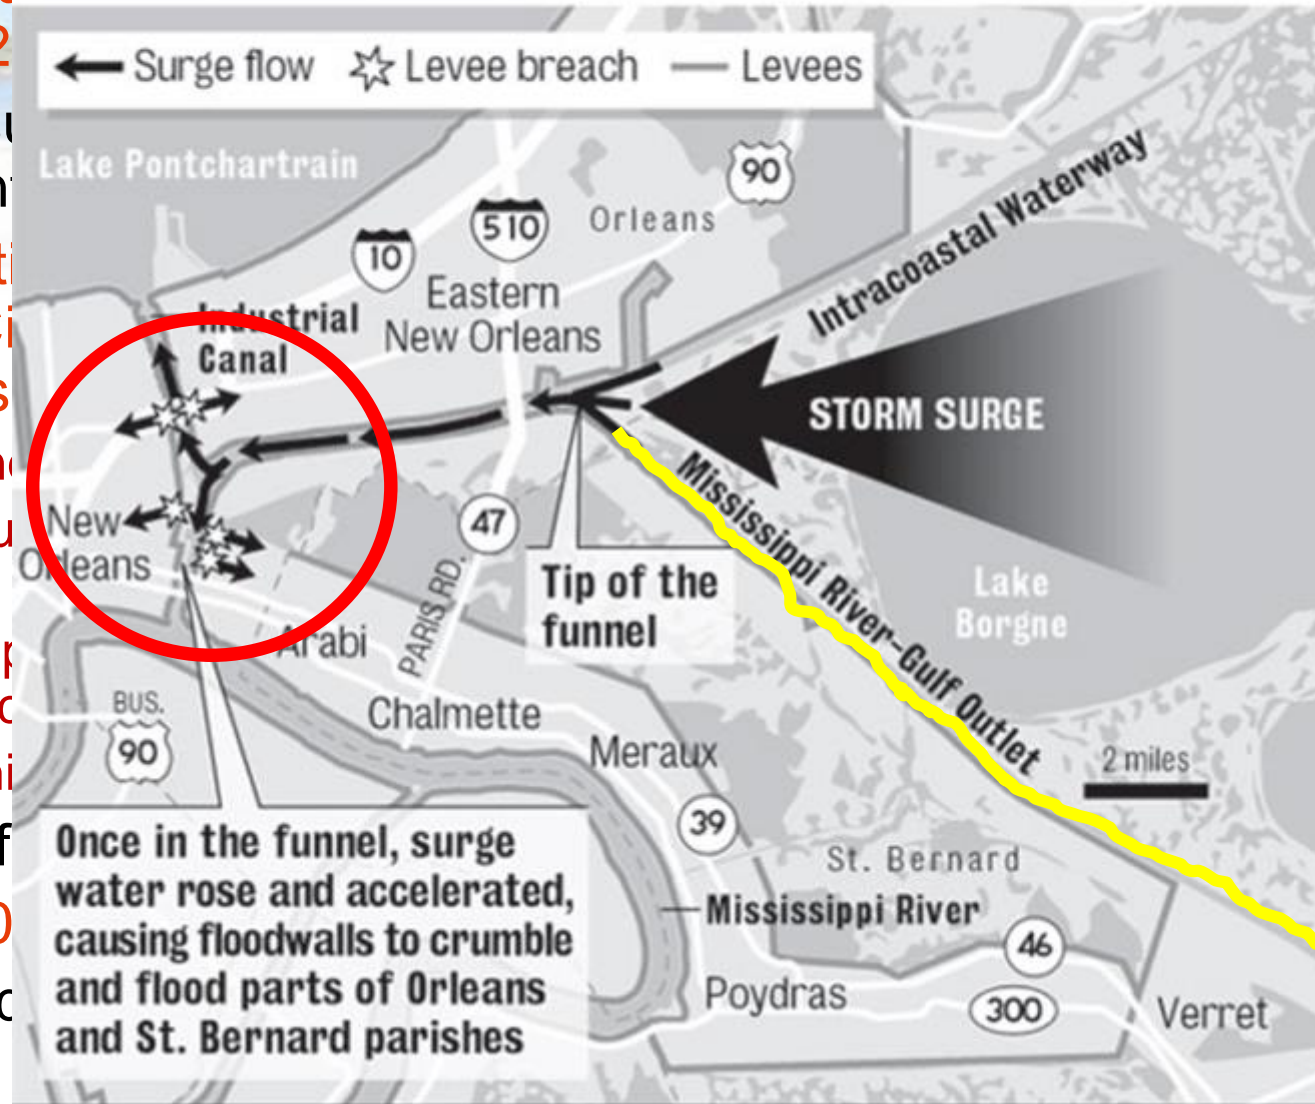 Surge flow
Levee breach
Levees
Lake Pontchartrain
90
510
Orleans
10
Intracoastal Waterway
Eastern
New Orleans
Industrial
Canal
STORM SURGE
Mississippi River-Gulf Outlet
47
New
Orleans
Tip of the
funnel
Lake
Borgne
PARIS RD.
Arabi
BUS.
90
Chalmette
Meraux
2 miles
39
Once in the funnel, surge
water rose and accelerated,
causing floodwalls to crumble
and flood parts of Orleans
and St. Bernard parishes
St. Bernard
Mississippi River
46
Poydras
300
Verret